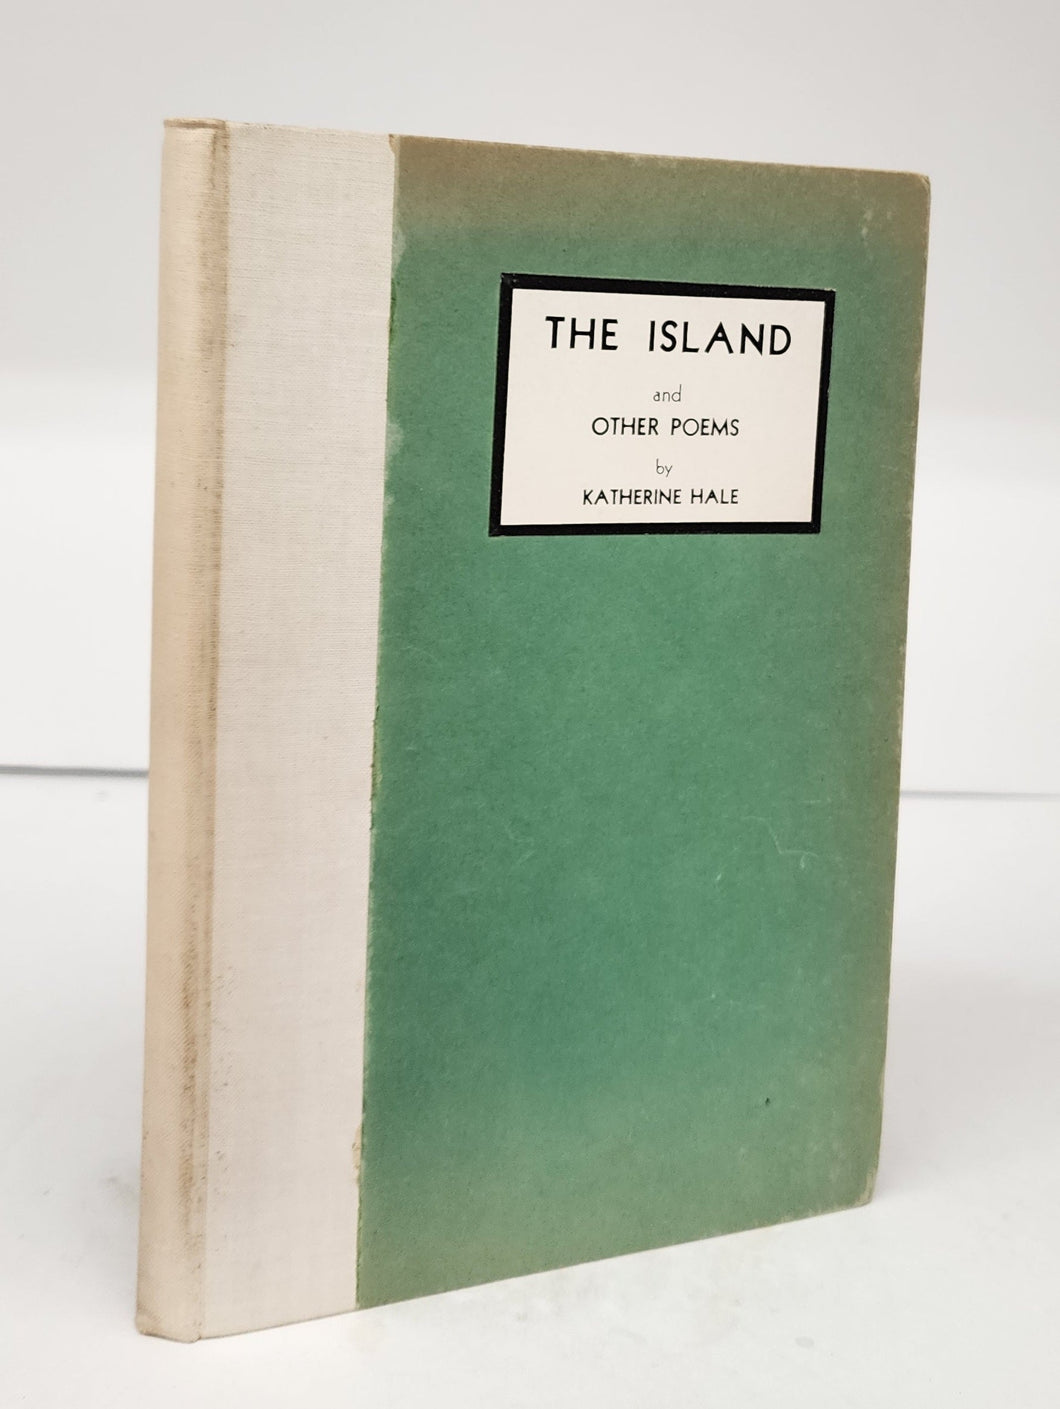 THE ISLAND
and
OTHER POEMS
by
KATHERINE HALE